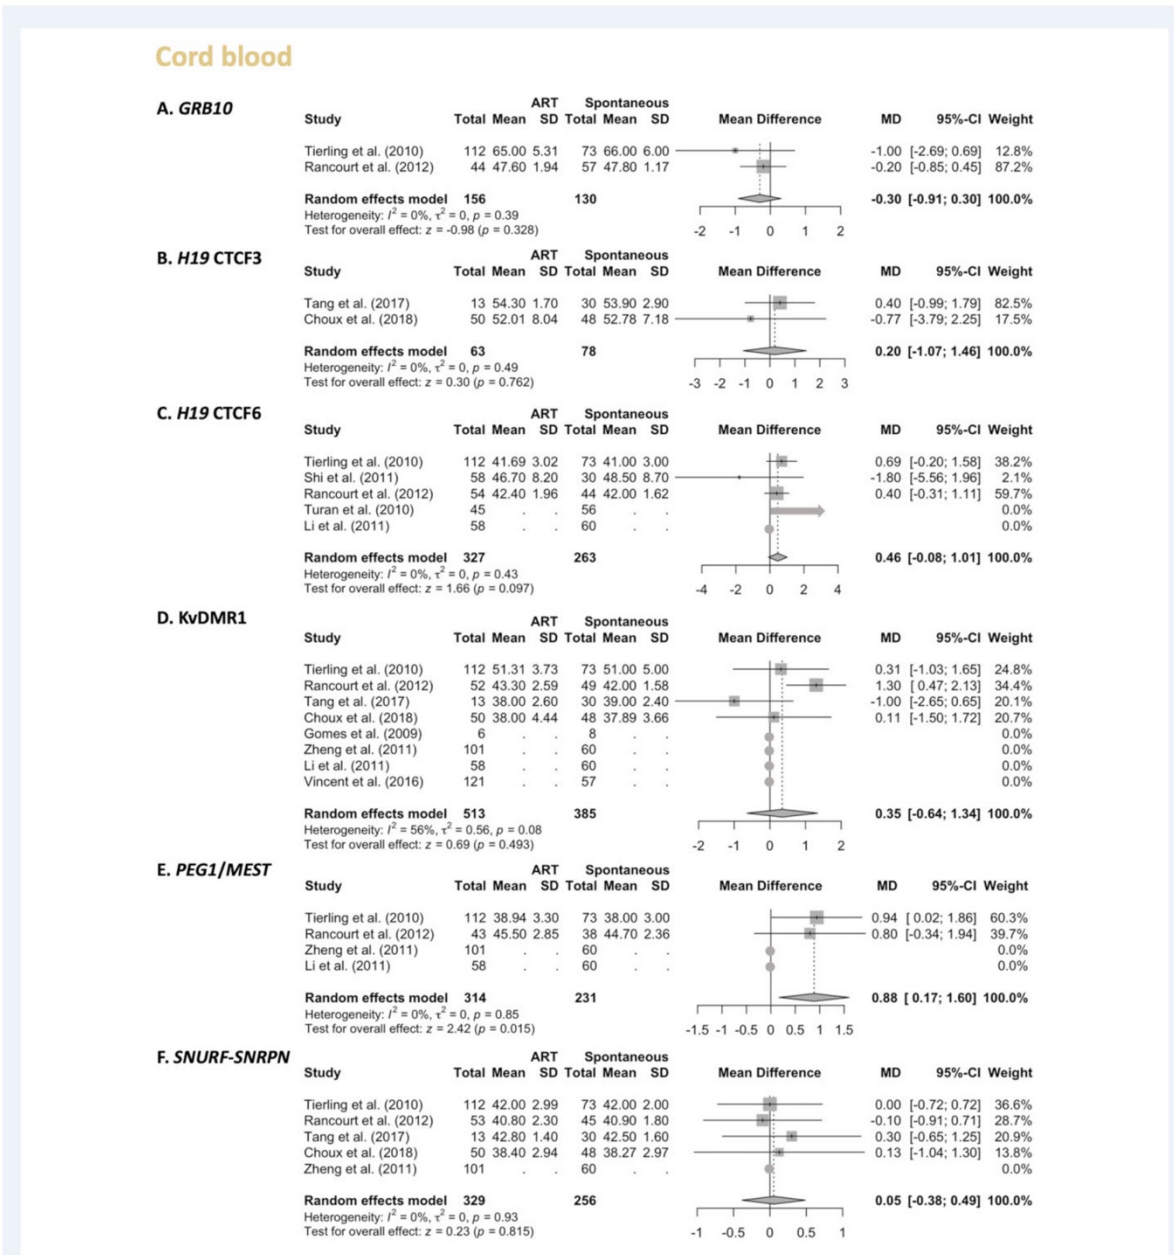 Cord blood
A. GRB10
ART Spontaneous
Study Total Mean SD Total Mean SD Mean Difference MD 95%-CI Weight
Tierling et al. (2010) 112 65.00 5.31 73 66.00 6.00 -1.00 [-2.69; 0.69] 12.8%
Rancourt et al. (2012) 44 47.60 1.94 57 47.80 1.17 -0.20 [-0.85; 0.45] 87.2%
Random effects model 156 130 -0.30 [-0.91; 0.30] 100.0%
Heterogeneity: I² = 0%, τ² = 0, p = 0.39
Test for overall effect: z = -0.98 (p = 0.328)
-2 -1 0 1 2
B. H19 CTCF3
ART Spontaneous
Study Total Mean SD Total Mean SD Mean Difference MD 95%-CI Weight
Tang et al. (2017) 13 54.30 1.70 30 53.90 2.90 0.40 [-0.99; 1.79] 82.5%
Choux et al. (2018) 50 52.01 8.04 48 52.78 7.18 -0.77 [-3.79; 2.25] 17.5%
Random effects model 63 78 0.20 [-1.07; 1.46] 100.0%
Heterogeneity: I² = 0%, τ² = 0, p = 0.49
Test for overall effect: z = 0.30 (p = 0.762)
-3 -2 -1 0 1 2 3
C. H19 CTCF6
ART Spontaneous
Study Total Mean SD Total Mean SD Mean Difference MD 95%-CI Weight
Tierling et al. (2010) 112 41.69 3.02 73 41.00 3.00 0.69 [-0.20; 1.58] 38.2%
Shi et al. (2011) 58 46.70 8.20 30 48.50 8.70 -1.80 [-5.56; 1.96] 2.1%
Rancourt et al. (2012) 54 42.40 1.96 44 42.00 1.62 0.40 [-0.31; 1.11] 59.7%
Turan et al. (2010) 45 . . 56 . . 0.0%
Li et al. (2011) 58 . . 60 . . 0.0%
Random effects model 327 263 0.46 [-0.08; 1.01] 100.0%
Heterogeneity: I² = 0%, τ² = 0, p = 0.43
Test for overall effect: z = 1.66 (p = 0.097)
-4 -2 0 2 4
D. KvDMR1
ART Spontaneous
Study Total Mean SD Total Mean SD Mean Difference MD 95%-CI Weight
Tierling et al. (2010) 112 51.31 3.73 73 51.00 5.00 0.31 [-1.03; 1.65] 24.8%
Rancourt et al. (2012) 52 43.30 2.59 49 42.00 1.58 1.30 [ 0.47; 2.13] 34.4%
Tang et al. (2017) 13 38.00 2.60 30 39.00 2.40 -1.00 [-2.65; 0.65] 20.1%
Choux et al. (2018) 50 38.00 4.44 48 37.89 3.66 0.11 [-1.50; 1.72] 20.7%
Gomes et al. (2009) 6 . . 8 . . 0.0%
Zheng et al. (2011) 101 . . 60 . . 0.0%
Li et al. (2011) 58 . . 60 . . 0.0%
Vincent et al. (2016) 121 . . 57 . . 0.0%
Random effects model 513 385 0.35 [-0.64; 1.34] 100.0%
Heterogeneity: I² = 56%, τ² = 0.56, p = 0.08
Test for overall effect: z = 0.69 (p = 0.493)
-2 -1 0 1 2
E. PEG1/MEST
ART Spontaneous
Study Total Mean SD Total Mean SD Mean Difference MD 95%-CI Weight
Tierling et al. (2010) 112 38.94 3.30 73 38.00 3.00 0.94 [ 0.02; 1.86] 60.3%
Rancourt et al. (2012) 43 45.50 2.85 38 44.70 2.36 0.80 [-0.34; 1.94] 39.7%
Zheng et al. (2011) 101 . . 60 . . 0.0%
Li et al. (2011) 58 . . 60 . . 0.0%
Random effects model 314 231 0.88 [ 0.17; 1.60] 100.0%
Heterogeneity: I² = 0%, τ² = 0, p = 0.85
Test for overall effect: z = 2.42 (p = 0.015)
-1.5 -1 -0.5 0 0.5 1 1.5
F. SNURF-SNRPN
ART Spontaneous
Study Total Mean SD Total Mean SD Mean Difference MD 95%-CI Weight
Tierling et al. (2010) 112 42.00 2.99 73 42.00 2.00 0.00 [-0.72; 0.72] 36.6%
Rancourt et al. (2012) 53 40.80 2.30 45 40.90 1.80 -0.10 [-0.91; 0.71] 28.7%
Tang et al. (2017) 13 42.80 1.40 30 42.50 1.60 0.30 [-0.65; 1.25] 20.9%
Choux et al. (2018) 50 38.40 2.94 48 38.27 2.97 0.13 [-1.04; 1.30] 13.8%
Zheng et al. (2011) 101 . . 60 . . 0.0%
Random effects model 329 256 0.05 [-0.38; 0.49] 100.0%
Heterogeneity: I² = 0%, τ² = 0, p = 0.93
Test for overall effect: z = 0.23 (p = 0.815)
-1 -0.5 0 0.5 1